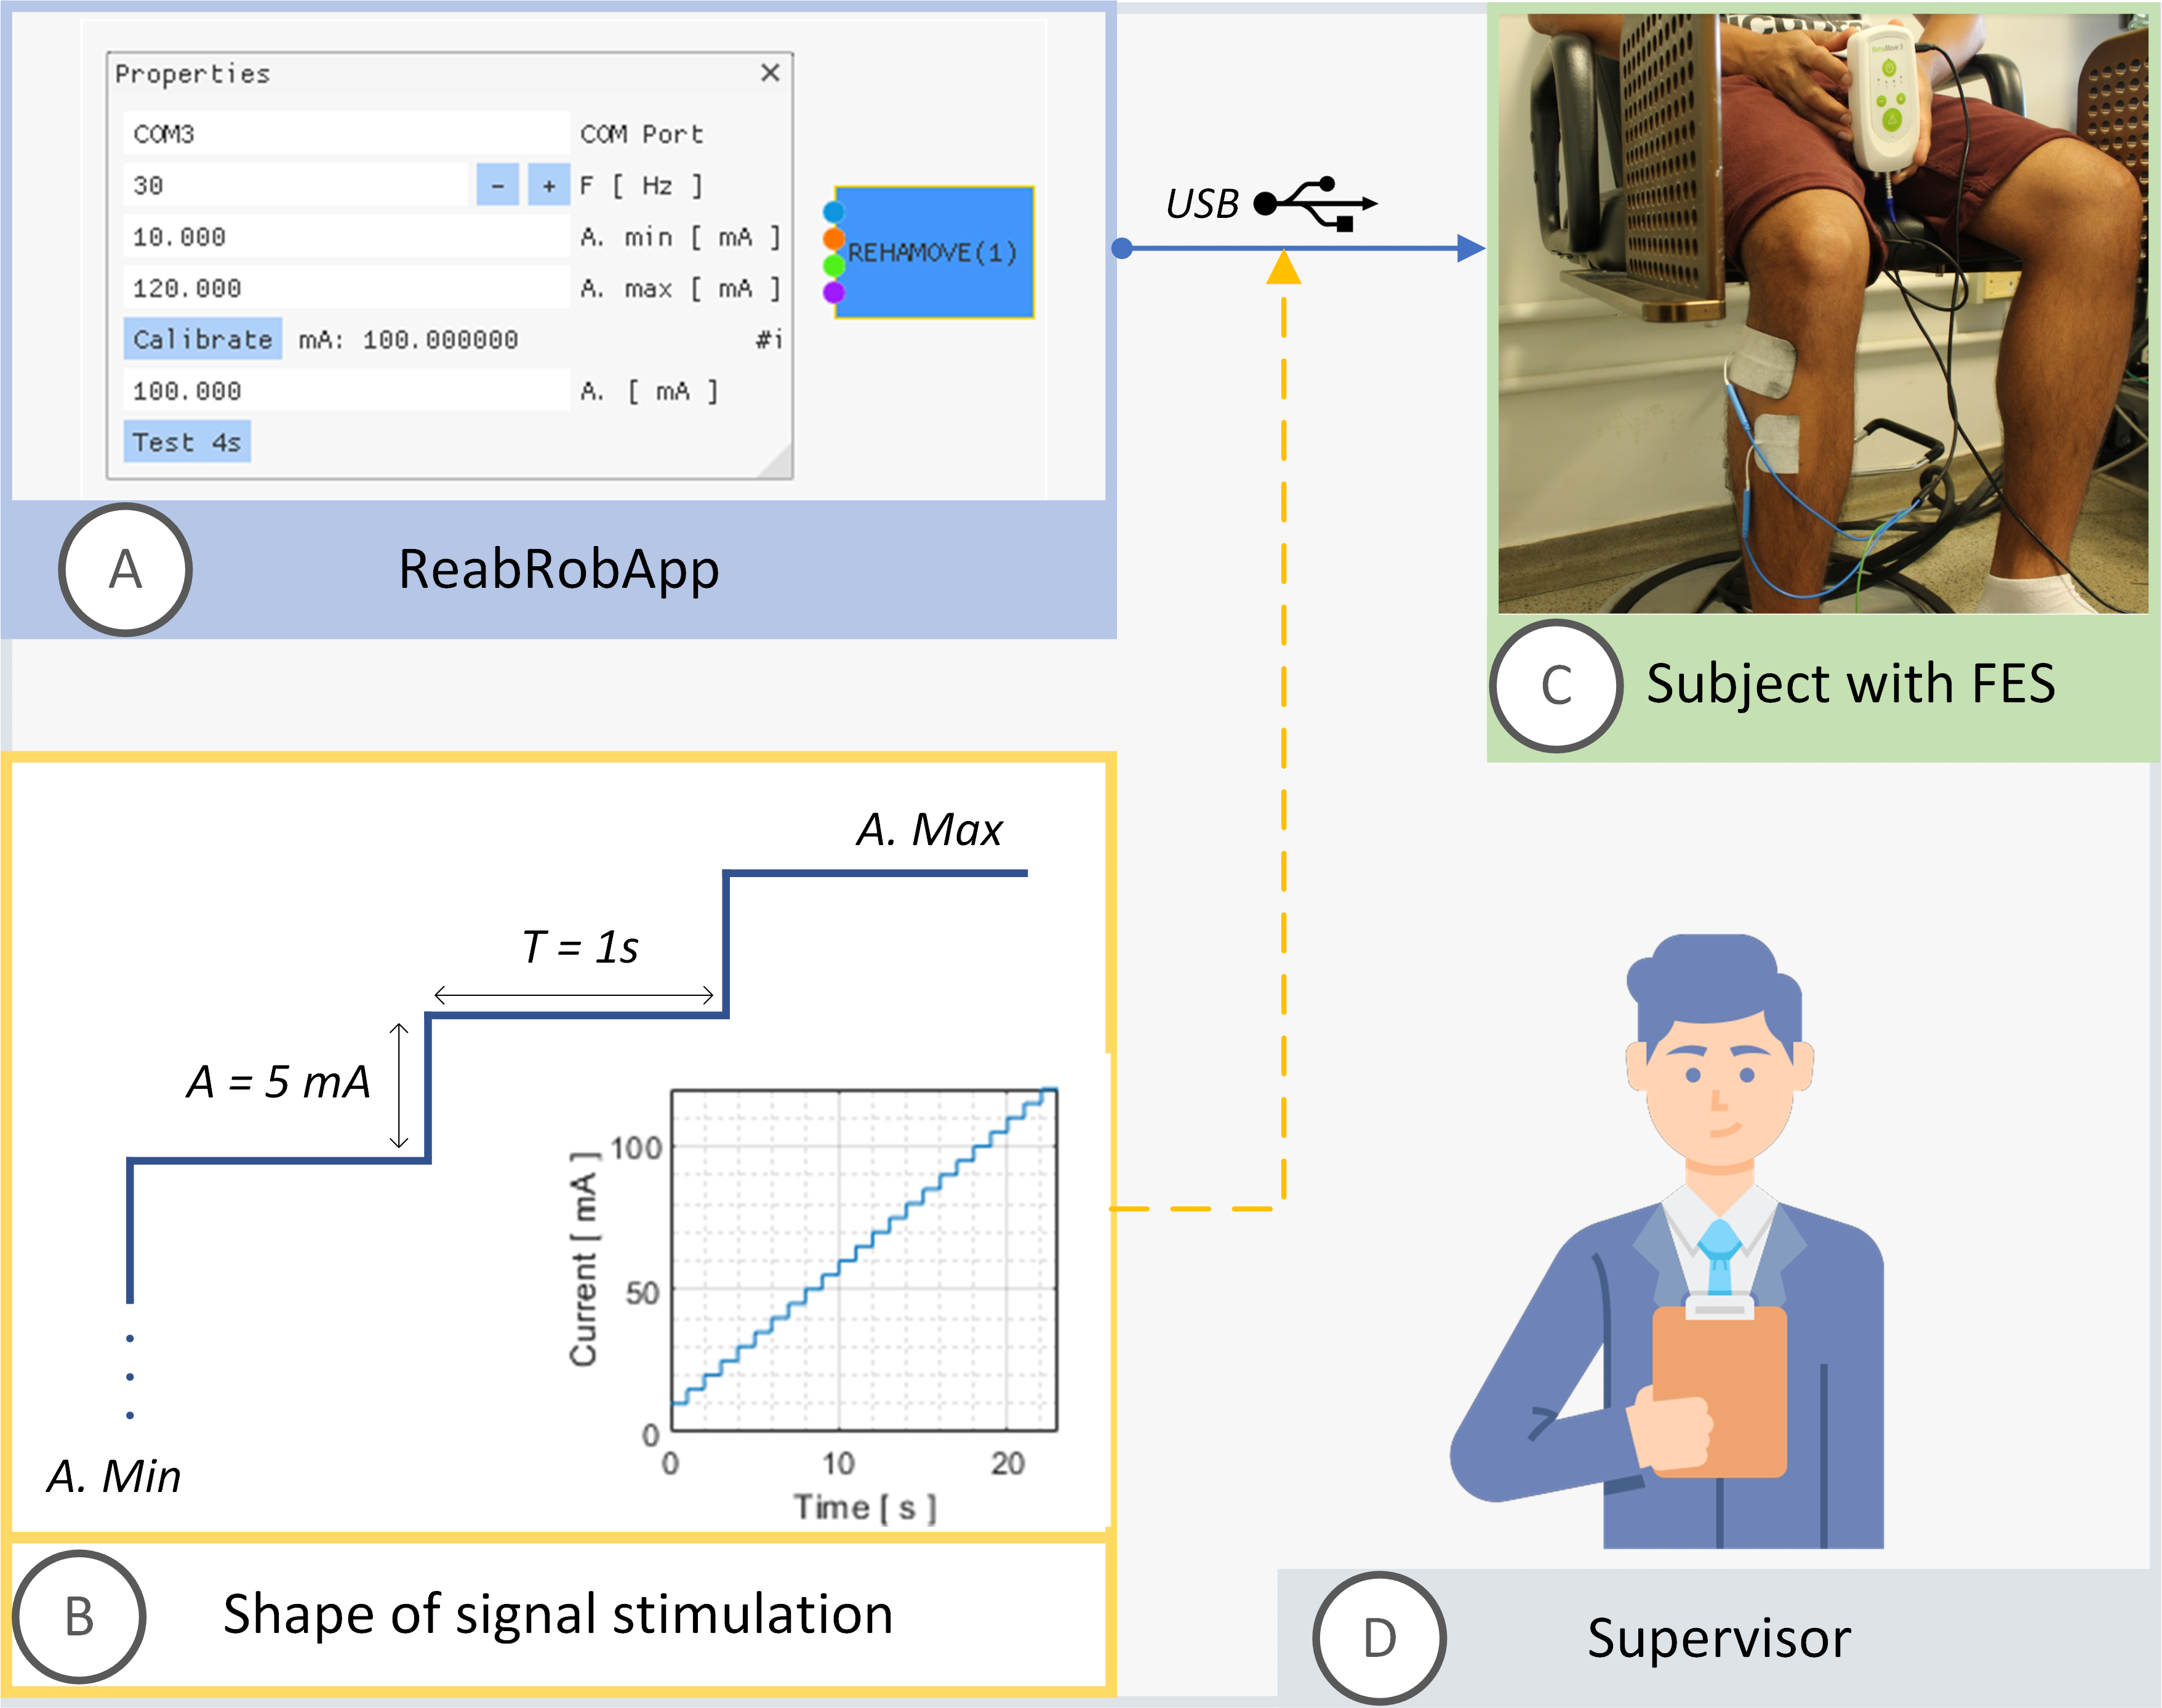 Properties
COM3
COM Port
30
- +
F [ Hz ]
10.000
A. min [ mA ]
120.000
A. max [ mA ]
Calibrate
mA: 100.000000
#i
100.000
A. [ mA ]
Test 4s
REHAMOVE(1)
A
ReabRobApp
USB
RehaMove 3
C
Subject with FES
A. Max
T = 1s
A = 5 mA
A. Min
Current [ mA ]
100
50
0
0 10 20
Time [ s ]
B
Shape of signal stimulation
D
Supervisor